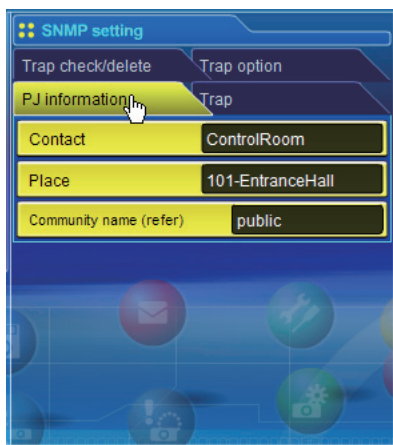 SNMP setting
Trap check/delete Trap option
PJ information Trap
Contact ControlRoom
Place 101-EntranceHall
Community name (refer) public